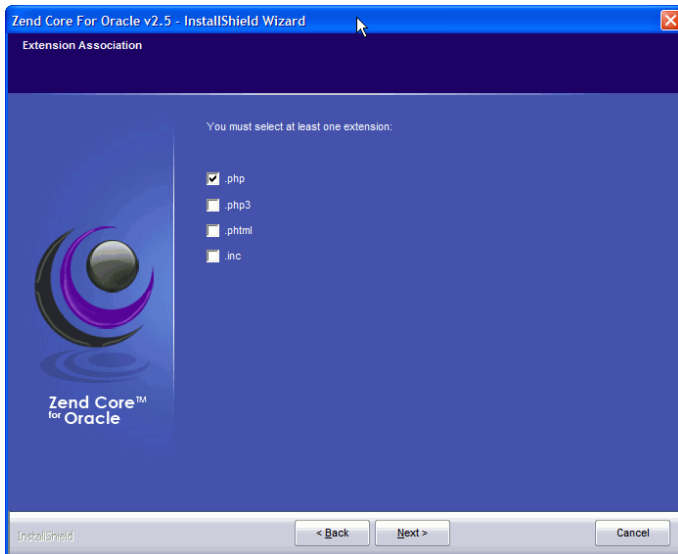 Zend Core For Oracle v2.5 - InstallShield Wizard
Extension Association
You must select at least one extension:
.php
.php3
.phtml
.inc
Zend Core™
for Oracle
InstallShield
< Back
Next >
Cancel